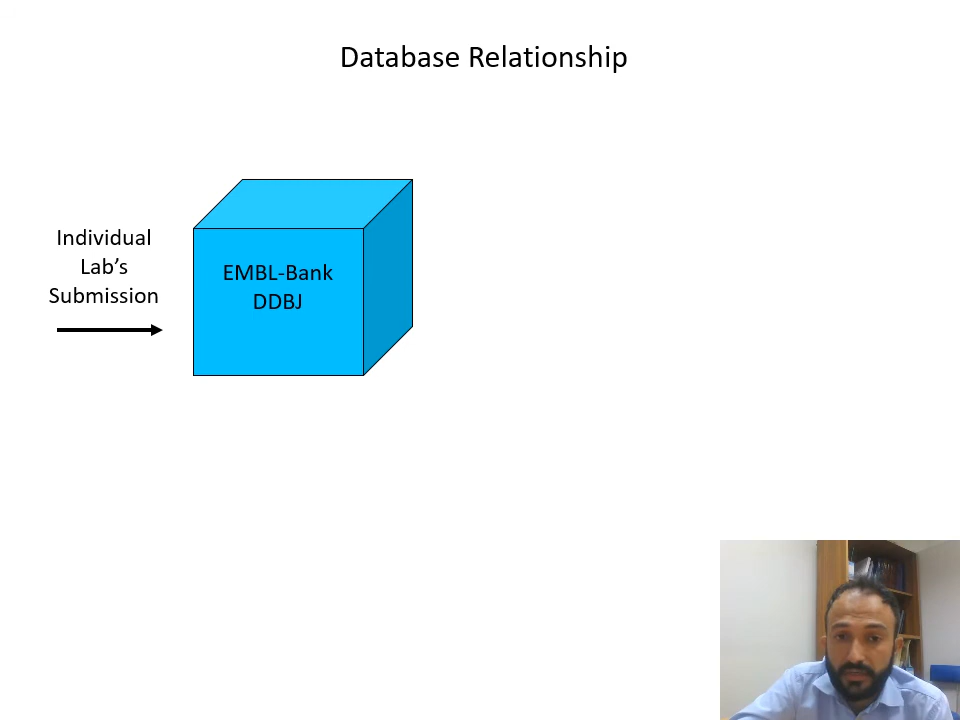 Database Relationship
Individual
Lab’s
Submission
EMBL-Bank
DDBJ